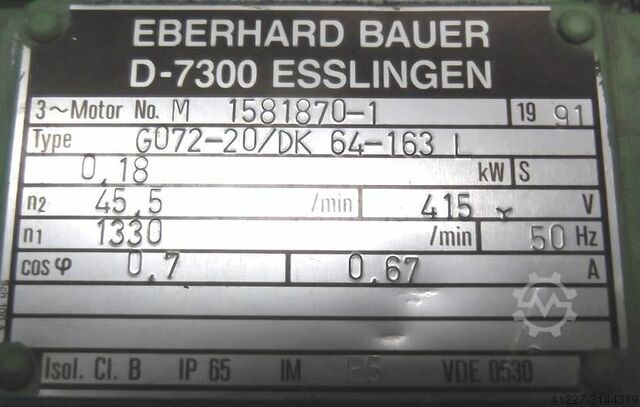 EBERHARD BAUER
D-7300 ESSLINGEN
3~Motor No. M 1581870-1 19 91
Type G072-20/DK 64-163 L
0,18 kW S
n2 45,5 /min 415 Y V
n1 1330 /min 50 Hz
cos φ 0,7 0,67 A
Isol. Cl. B IP 65 IM B5 VDE 0530
41227-3144319